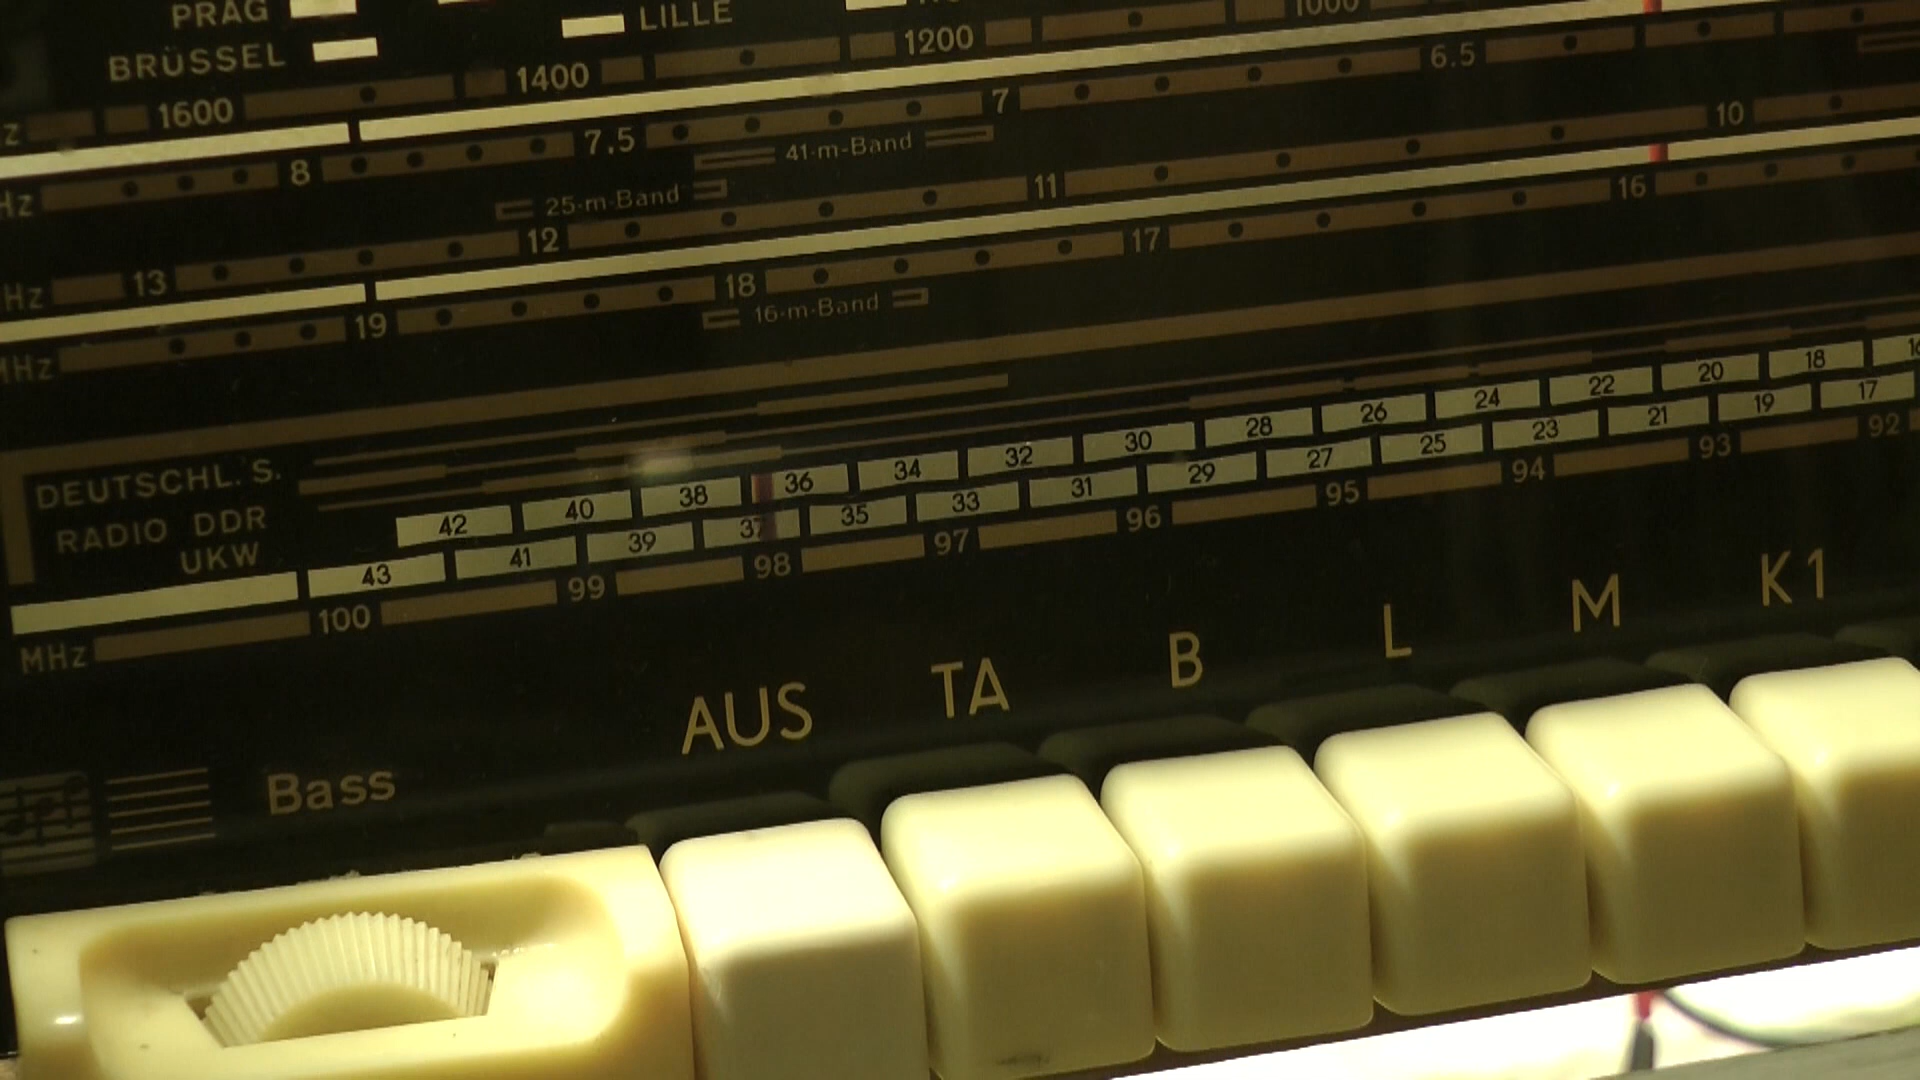 PRAG
LILLE
BRÜSSEL
1600 1400 1200 1000
8 7.5 7 6.5
41-m-Band
25-m-Band
13 12 11 10
19 18 17 16
16-m-Band
DEUTSCHL. S.
RADIO DDR
UKW
42 40 38 36 34 32 30 28 26 24 22 20 18
43 41 39 37 35 33 31 29 27 25 23 21 19 17
MHz 100 99 98 97 96 95 94 93 92
AUS TA B L M K1
Bass